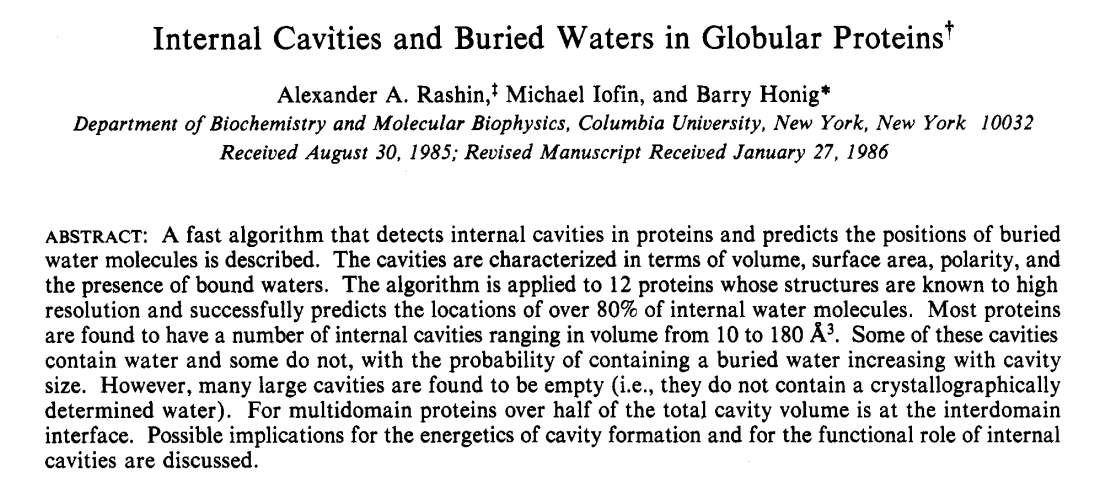 Internal Cavities and Buried Waters in Globular Proteins†
Alexander A. Rashin,‡ Michael Iofin, and Barry Honig*
Department of Biochemistry and Molecular Biophysics, Columbia University, New York, New York 10032
Received August 30, 1985; Revised Manuscript Received January 27, 1986
ABSTRACT: A fast algorithm that detects internal cavities in proteins and predicts the positions of buried
water molecules is described. The cavities are characterized in terms of volume, surface area, polarity, and
the presence of bound waters. The algorithm is applied to 12 proteins whose structures are known to high
resolution and successfully predicts the locations of over 80% of internal water molecules. Most proteins
are found to have a number of internal cavities ranging in volume from 10 to 180 Å³. Some of these cavities
contain water and some do not, with the probability of containing a buried water increasing with cavity
size. However, many large cavities are found to be empty (i.e., they do not contain a crystallographically
determined water). For multidomain proteins over half of the total cavity volume is at the interdomain
interface. Possible implications for the energetics of cavity formation and for the functional role of internal
cavities are discussed.